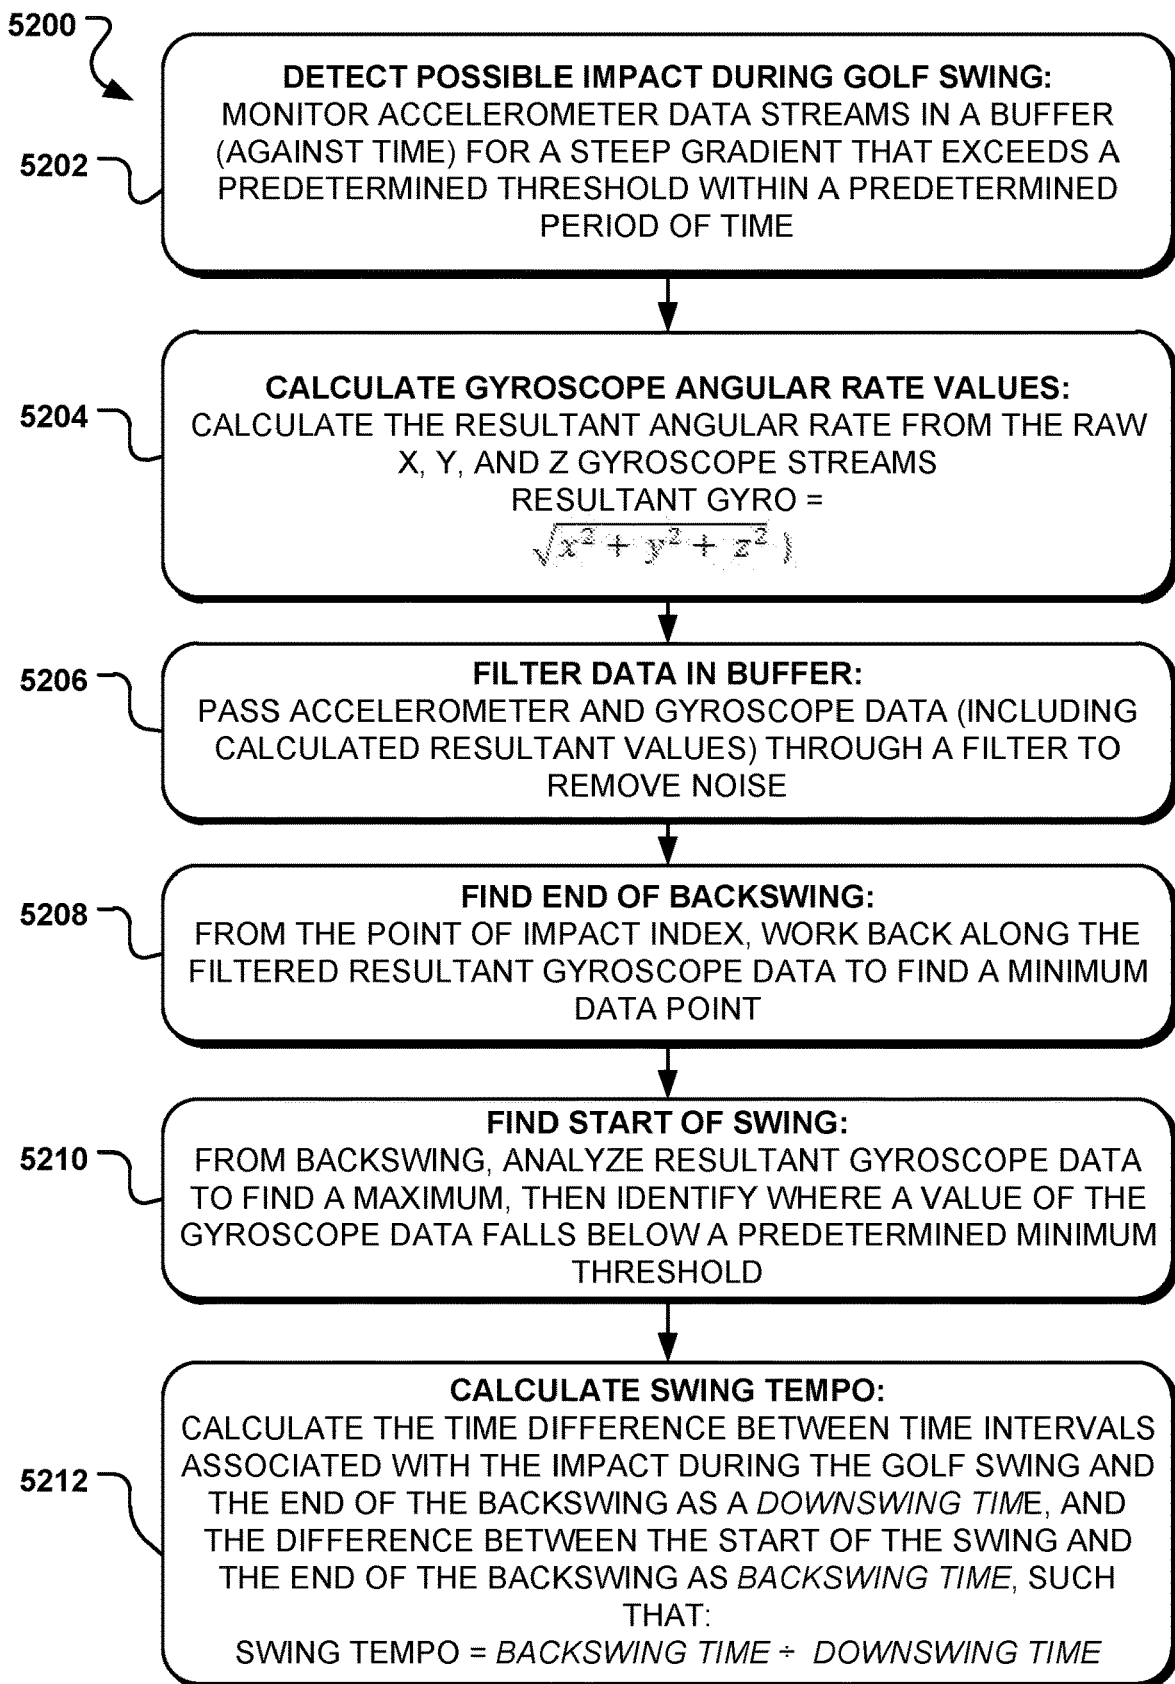 5200
DETECT POSSIBLE IMPACT DURING GOLF SWING:
MONITOR ACCELEROMETER DATA STREAMS IN A BUFFER
(AGAINST TIME) FOR A STEEP GRADIENT THAT EXCEEDS A
PREDETERMINED THRESHOLD WITHIN A PREDETERMINED
PERIOD OF TIME
5202
CALCULATE GYROSCOPE ANGULAR RATE VALUES:
CALCULATE THE RESULTANT ANGULAR RATE FROM THE RAW
X, Y, AND Z GYROSCOPE STREAMS
RESULTANT GYRO =
√x² + y² + z² )
5204
FILTER DATA IN BUFFER:
PASS ACCELEROMETER AND GYROSCOPE DATA (INCLUDING
CALCULATED RESULTANT VALUES) THROUGH A FILTER TO
REMOVE NOISE
5206
FIND END OF BACKSWING:
FROM THE POINT OF IMPACT INDEX, WORK BACK ALONG THE
FILTERED RESULTANT GYROSCOPE DATA TO FIND A MINIMUM
DATA POINT
5208
FIND START OF SWING:
FROM BACKSWING, ANALYZE RESULTANT GYROSCOPE DATA
TO FIND A MAXIMUM, THEN IDENTIFY WHERE A VALUE OF THE
GYROSCOPE DATA FALLS BELOW A PREDETERMINED MINIMUM
THRESHOLD
5210
CALCULATE SWING TEMPO:
CALCULATE THE TIME DIFFERENCE BETWEEN TIME INTERVALS
ASSOCIATED WITH THE IMPACT DURING THE GOLF SWING AND
THE END OF THE BACKSWING AS A DOWNSWING TIME, AND
THE DIFFERENCE BETWEEN THE START OF THE SWING AND
THE END OF THE BACKSWING AS BACKSWING TIME, SUCH
THAT:
SWING TEMPO = BACKSWING TIME ÷ DOWNSWING TIME
5212